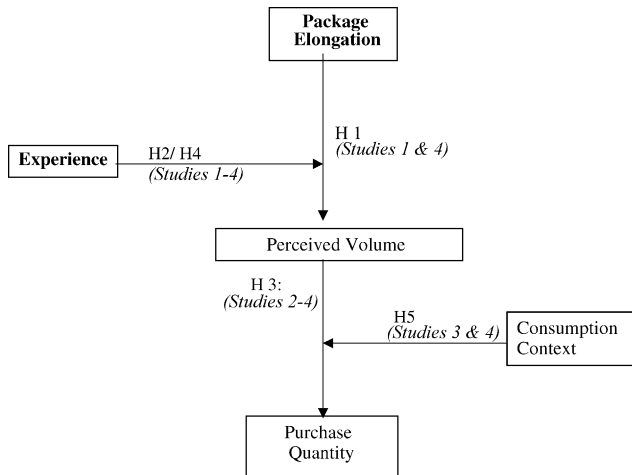 Package
Elongation
H 1
(Studies 1 & 4)
H2/ H4
Experience
(Studies 1-4)
Perceived Volume
H 3:
(Studies 2-4)
H5
(Studies 3 & 4)
Consumption
Context
Purchase
Quantity